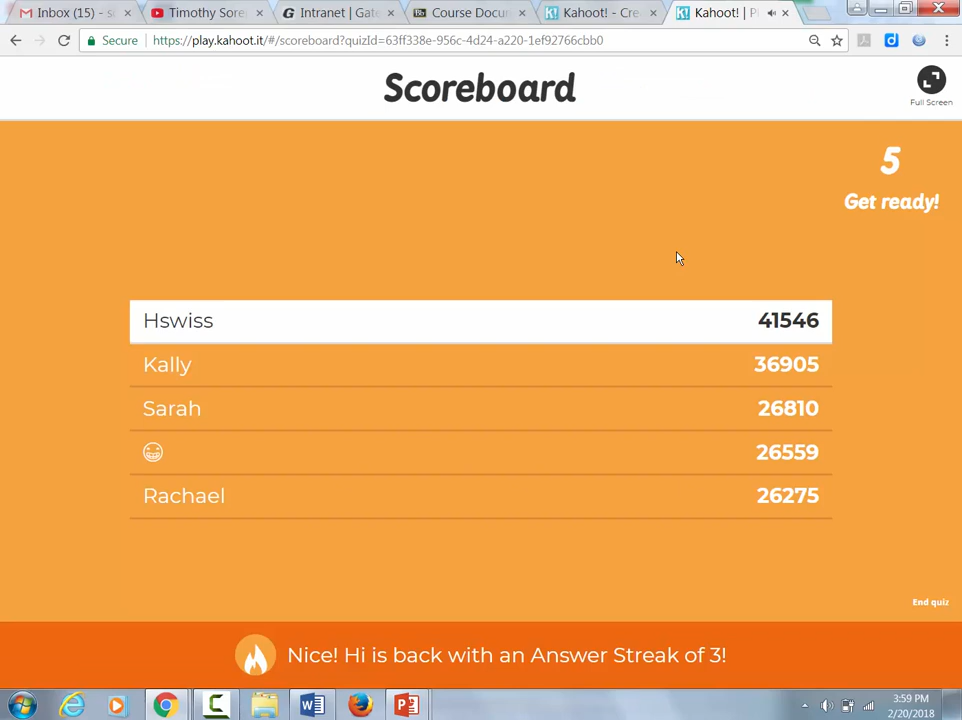 Inbox (15) - s
Timothy Sore
Intranet | Gate
Course Docu
Kahoot! - Cre
Kahoot! | P
Secure
https://play.kahoot.it/#/scoreboard?quizId=63ff338e-956c-4d24-a220-1ef92766cbb0
Scoreboard
Full Screen
5
Get ready!
Hswiss 41546
Kally 36905
Sarah 26810
😀 26559
Rachael 26275
End quiz
Nice! Hi is back with an Answer Streak of 3!
3:59 PM
2/20/2018